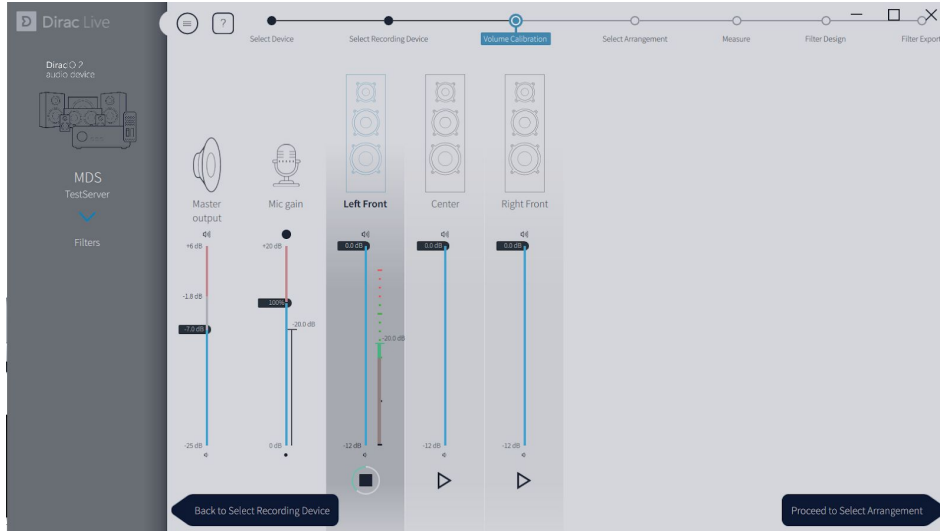 Dirac Live
Select Device
Select Recording Device
Volume Calibration
Select Arrangement
Measure
Filter Design
Filter Export
?
audio device
MDS
TestServer
Filters
Master
output
Mic gain
Left Front
Center
Right Front
+6 dB
+20 dB
0.0 dB
0.0 dB
0.0 dB
-1.8 dB
100%
-7.0 dB
-20.0 dB
-20.0 dB
-25 dB
0 dB
-12 dB
-12 dB
-12 dB
Back to Select Recording Device
Proceed to Select Arrangement